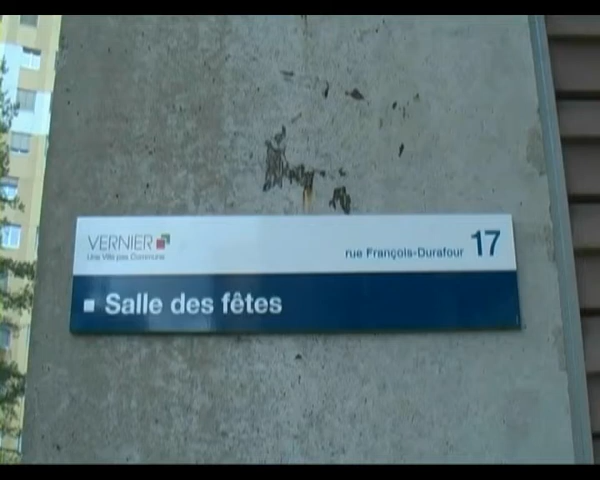 VERNIER
Une Ville pas Commune
rue François-Durafour 17
Salle des fêtes